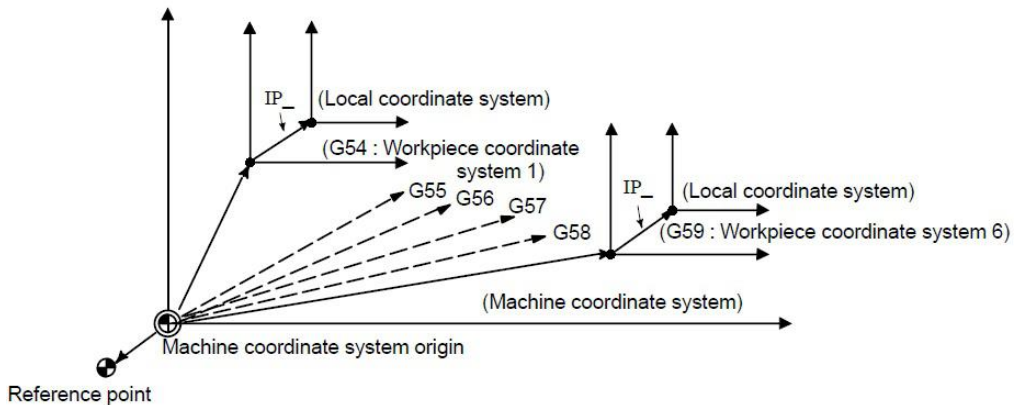 IP_
(Local coordinate system)
(G54 : Workpiece coordinate
system 1)
G55
G56
G57
G58
IP_
(Local coordinate system)
(G59 : Workpiece coordinate system 6)
(Machine coordinate system)
Machine coordinate system origin
Reference point